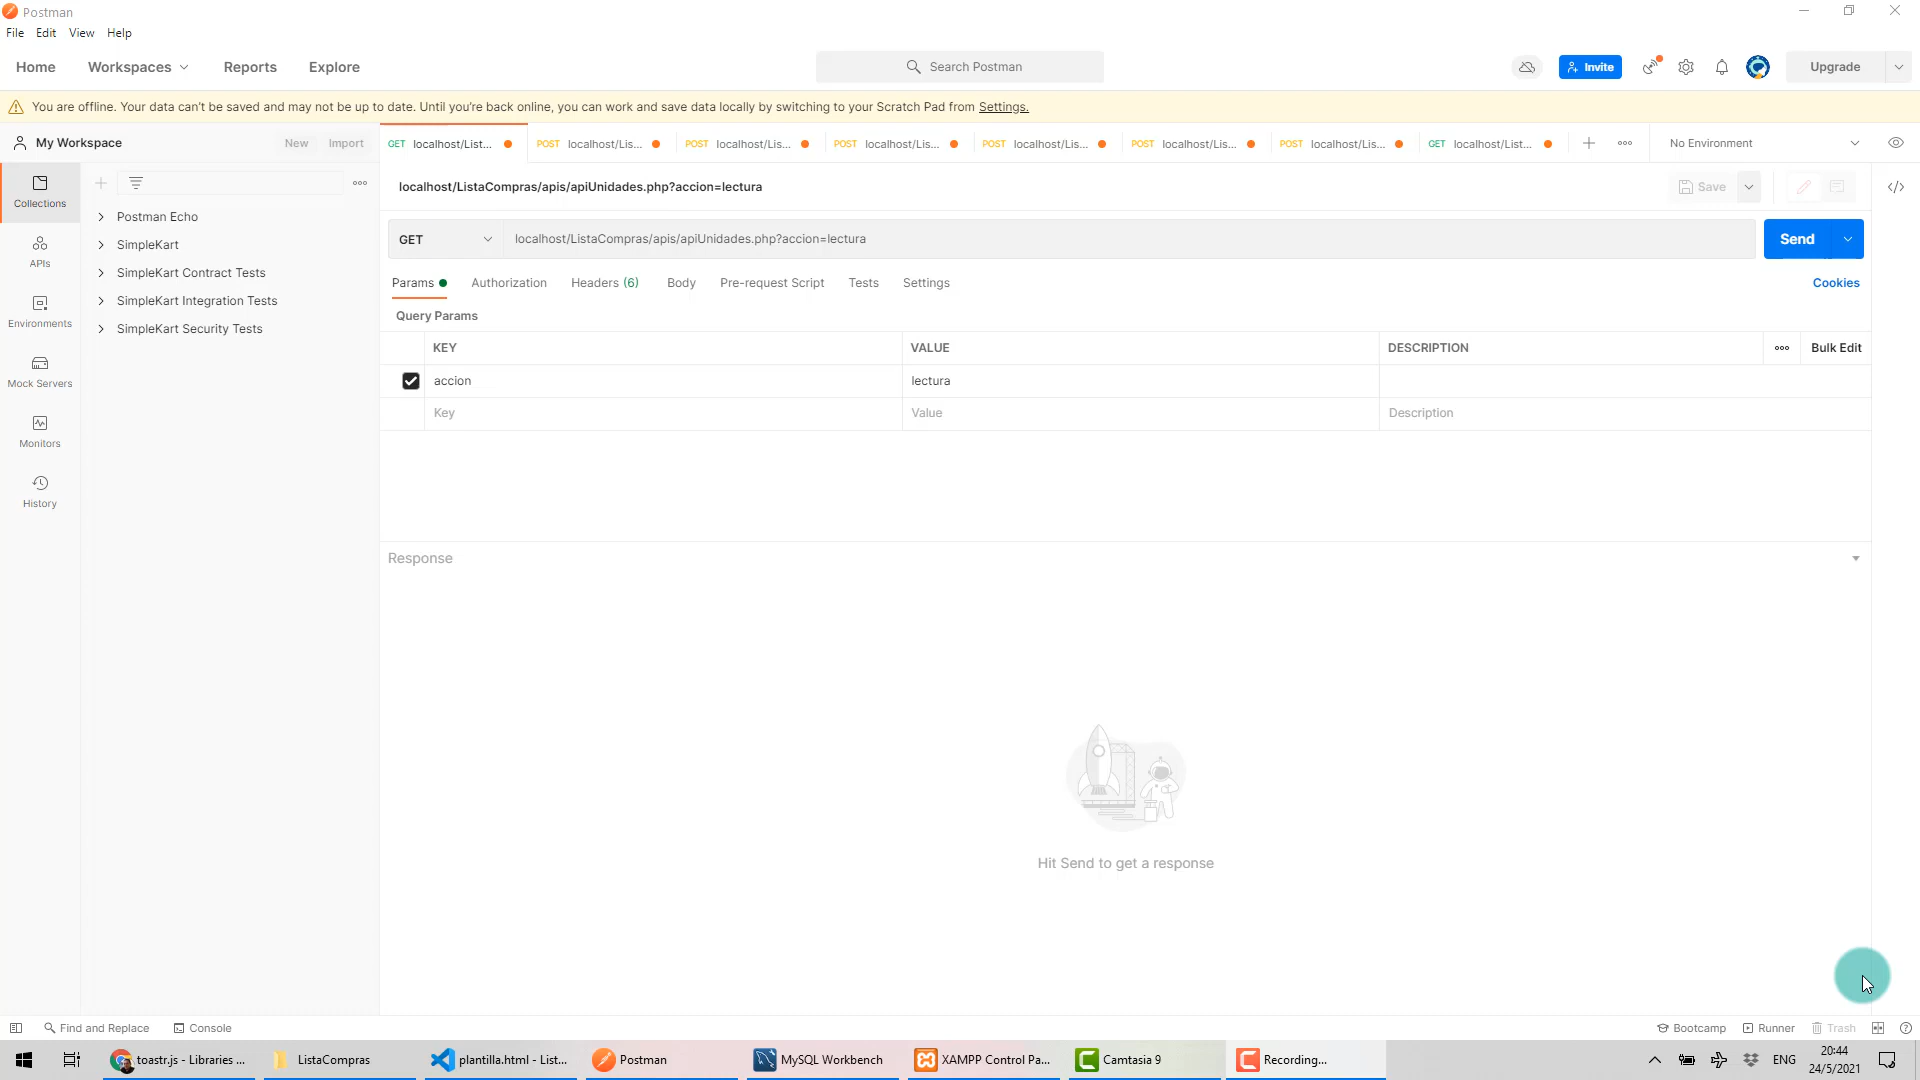 Postman
File Edit View Help
Home Workspaces Reports Explore Search Postman Invite Upgrade
You are offline. Your data can't be saved and may not be up to date. Until you're back online, you can work and save data locally by switching to your Scratch Pad from Settings.
My Workspace New Import
GET localhost/List... POST localhost/Lis... POST localhost/Lis... POST localhost/Lis... POST localhost/Lis... POST localhost/Lis... POST localhost/Lis... GET localhost/List... No Environment
Collections
APIs
Environments
Mock Servers
Monitors
History
Postman Echo
SimpleKart
SimpleKart Contract Tests
SimpleKart Integration Tests
SimpleKart Security Tests
localhost/ListaCompras/apis/apiUnidades.php?accion=lectura Save
GET localhost/ListaCompras/apis/apiUnidades.php?accion=lectura Send
Params Authorization Headers (6) Body Pre-request Script Tests Settings Cookies
Query Params
KEY VALUE DESCRIPTION Bulk Edit
accion lectura
Key Value Description
Response
Hit Send to get a response
Find and Replace Console Bootcamp Runner Trash
toastr.js - Libraries ... ListaCompras plantilla.html - List... Postman MySQL Workbench XAMPP Control Pa... Camtasia 9 Recording... ENG 20:44
24/5/2021